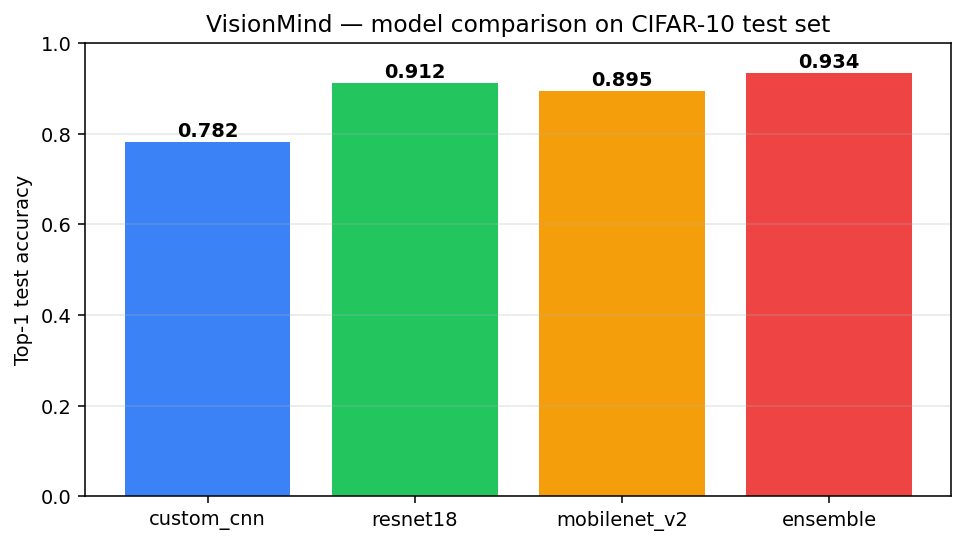 VisionMind — model comparison on CIFAR-10 test set
1.0
0.8
0.6
0.4
0.2
0.0
Top-1 test accuracy
0.782
0.912
0.895
0.934
custom_cnn
resnet18
mobilenet_v2
ensemble